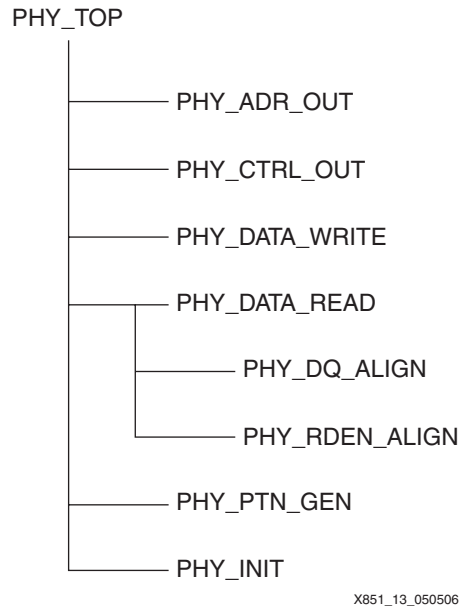 PHY_TOP
PHY_ADR_OUT
PHY_CTRL_OUT
PHY_DATA_WRITE
PHY_DATA_READ
PHY_DQ_ALIGN
PHY_RDEN_ALIGN
PHY_PTN_GEN
PHY_INIT
X851_13_050506